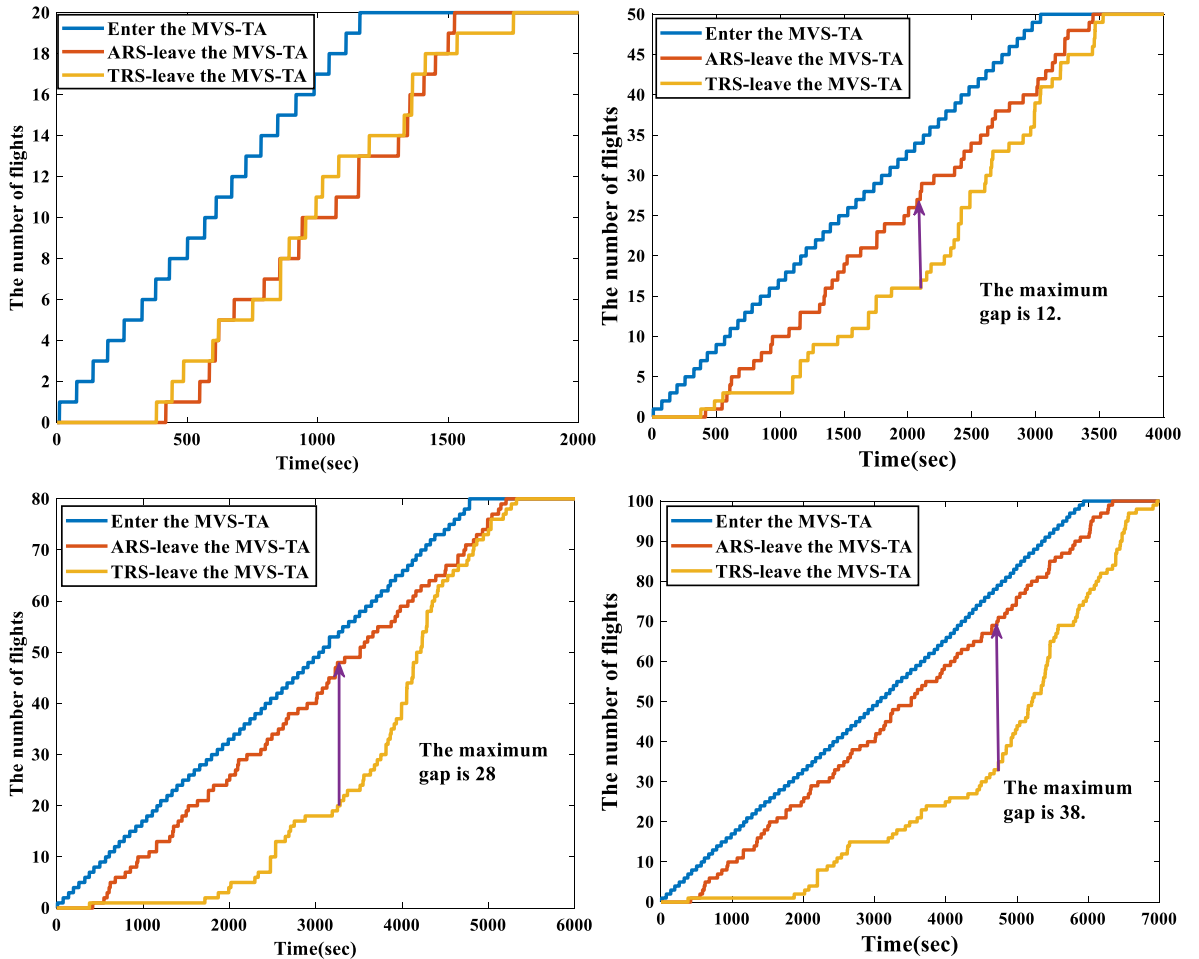 Enter the MVS-TA
ARS-leave the MVS-TA
TRS-leave the MVS-TA
The number of flights
20
18
16
14
12
10
8
6
4
2
0
0 500 1000 1500 2000
Time(sec)
Enter the MVS-TA
ARS-leave the MVS-TA
TRS-leave the MVS-TA
The maximum
gap is 12.
The number of flights
50
45
40
35
30
25
20
15
10
5
0
0 500 1000 1500 2000 2500 3000 3500 4000
Time(sec)
Enter the MVS-TA
ARS-leave the MVS-TA
TRS-leave the MVS-TA
The maximum
gap is 28
The number of flights
80
70
60
50
40
30
20
10
0
0 1000 2000 3000 4000 5000 6000
Time(sec)
Enter the MVS-TA
ARS-leave the MVS-TA
TRS-leave the MVS-TA
The maximum
gap is 38.
The number of flights
100
90
80
70
60
50
40
30
20
10
0
0 1000 2000 3000 4000 5000 6000 7000
Time(sec)